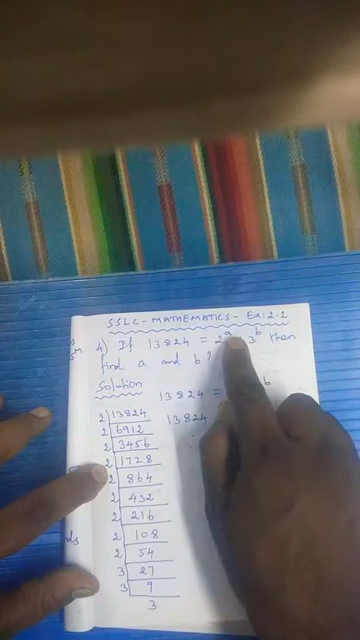 SSLC - MATHEMATICS - Ex: 2.2
4) If 13824 = 2^a 3^b then
find a and b?
Solution
13824 = b
2 | 13824
13824
2 | 6912
2 | 3456
2 | 1728
2 | 864
2 | 432
2 | 216
2 | 108
2 | 54
3 | 27
3 | 9
3